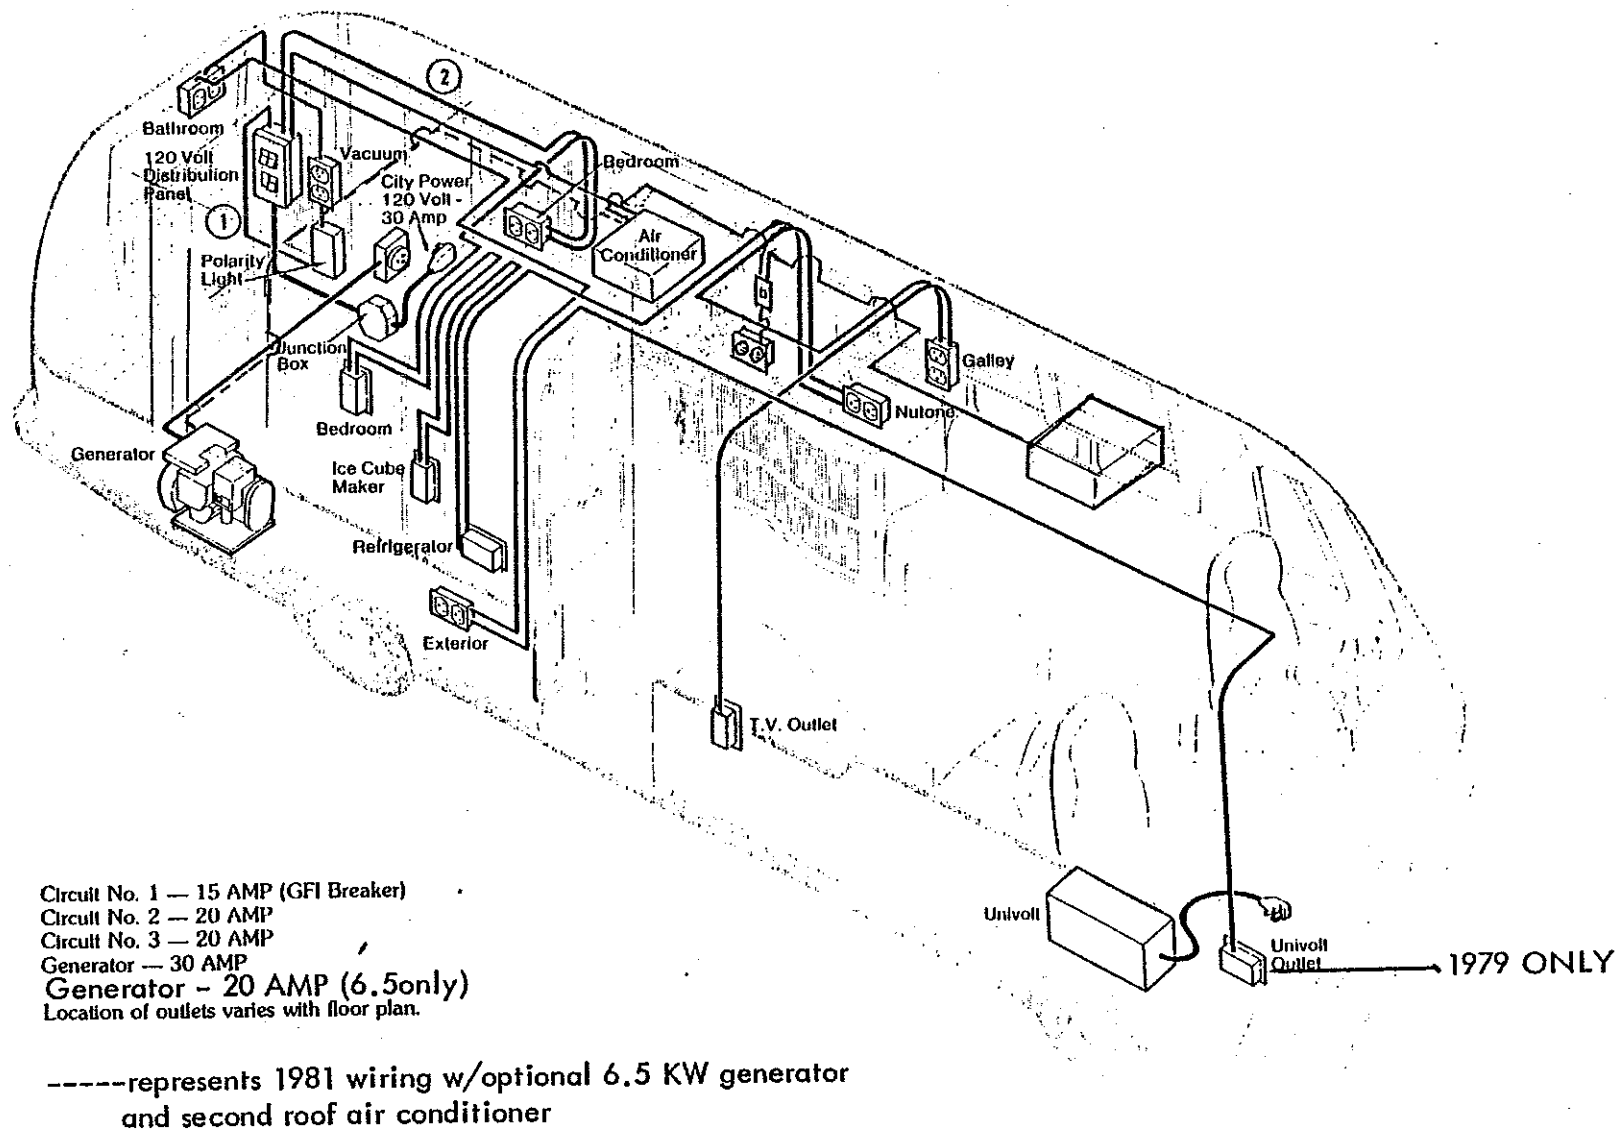 2
Bathroom
120 Volt
Distribution
Panel
Vacuum
City Power
120 Volt -
30 Amp
Bedroom
1
Air
Conditioner
Polarity
Light
Junction
Box
Galley
Nutone
Bedroom
Generator
Ice Cube
Maker
Refrigerator
Exterior
T.V. Outlet
Univolt
Univolt
Outlet
1979 ONLY
Circuit No. 1 — 15 AMP (GFI Breaker)
Circuit No. 2 — 20 AMP
Circuit No. 3 — 20 AMP
Generator — 30 AMP
Generator - 20 AMP (6.5only)
Location of outlets varies with floor plan.
-----represents 1981 wiring w/optional 6.5 KW generator
and second roof air conditioner